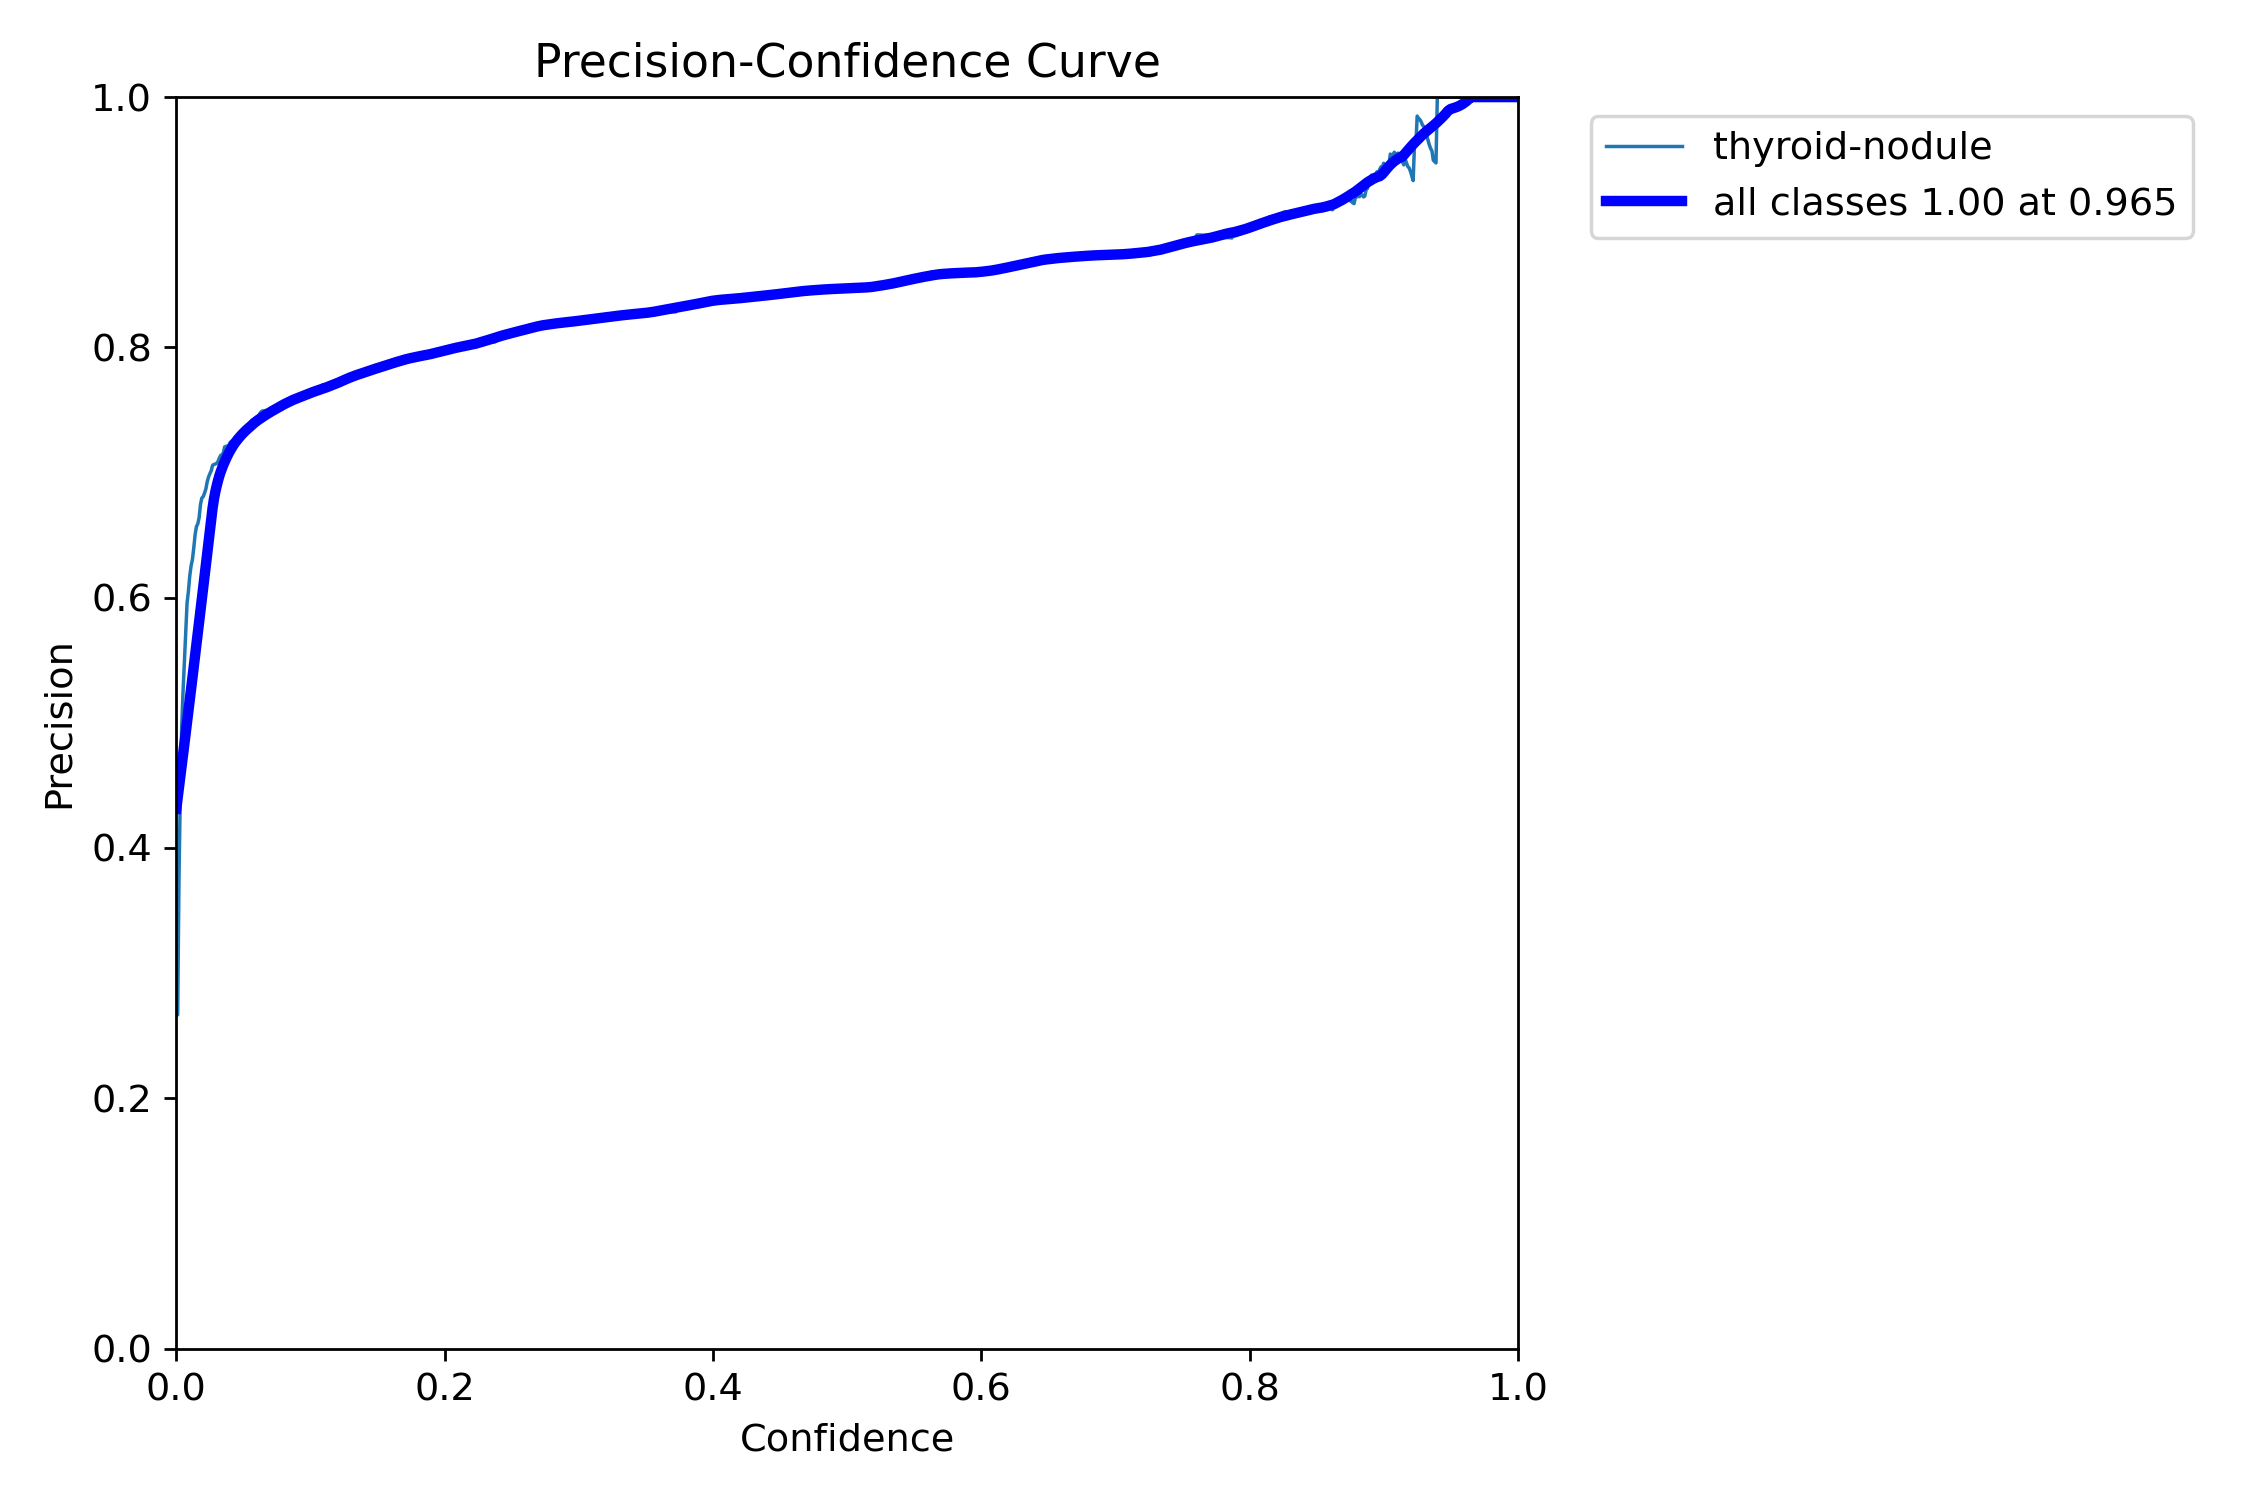 Precision-Confidence Curve
thyroid-nodule
all classes 1.00 at 0.965
Precision
1.0
0.8
0.6
0.4
0.2
0.0
0.0 0.2 0.4 0.6 0.8 1.0
Confidence